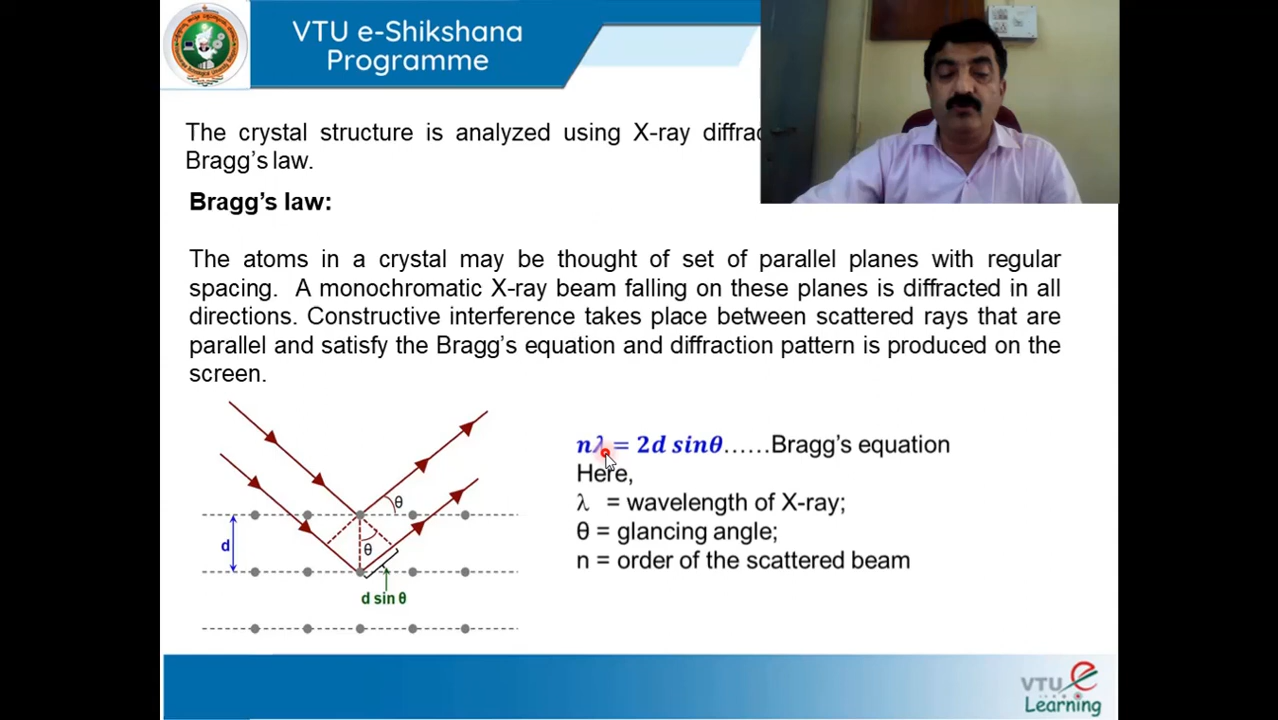 VTU e-Shikshana
Programme
The crystal structure is analyzed using X-ray
Bragg's law.
Bragg's law:
The atoms in a crystal may be thought of set of parallel planes with regular
spacing. A monochromatic X-ray beam falling on these planes is diffracted in all
directions. Constructive interference takes place between scattered rays that are
parallel and satisfy the Bragg's equation and diffraction pattern is produced on the
screen.
nλ = 2d sinθ......Bragg's equation
Here,
λ = wavelength of X-ray;
θ = glancing angle;
n = order of the scattered beam
θ
d
θ
d sin θ
VTU e
Learning